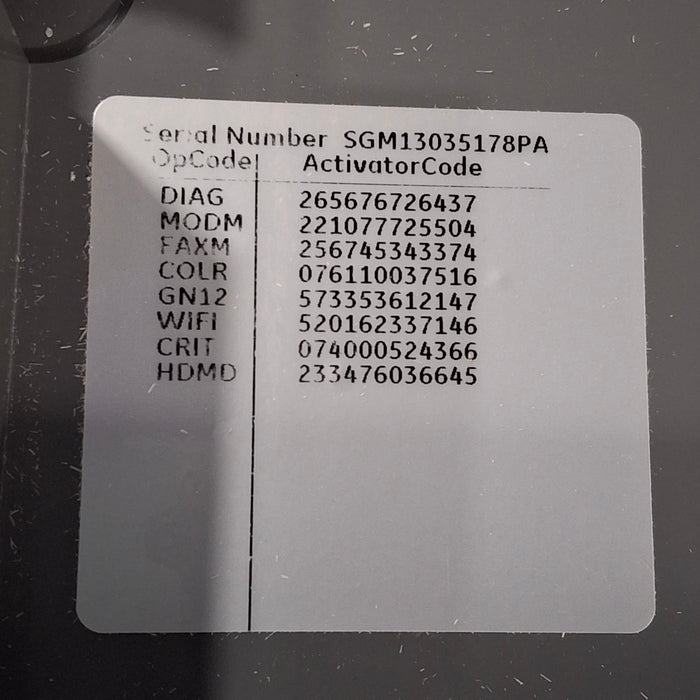 Serial Number SGM13035178PA
OpCode ActivatorCode
DIAG 265676726437
MODM 221077725504
FAXM 256745343374
COLR 076110037516
GN12 573353612147
WIFI 520162337146
CRIT 074000524366
HDMO 233476036645